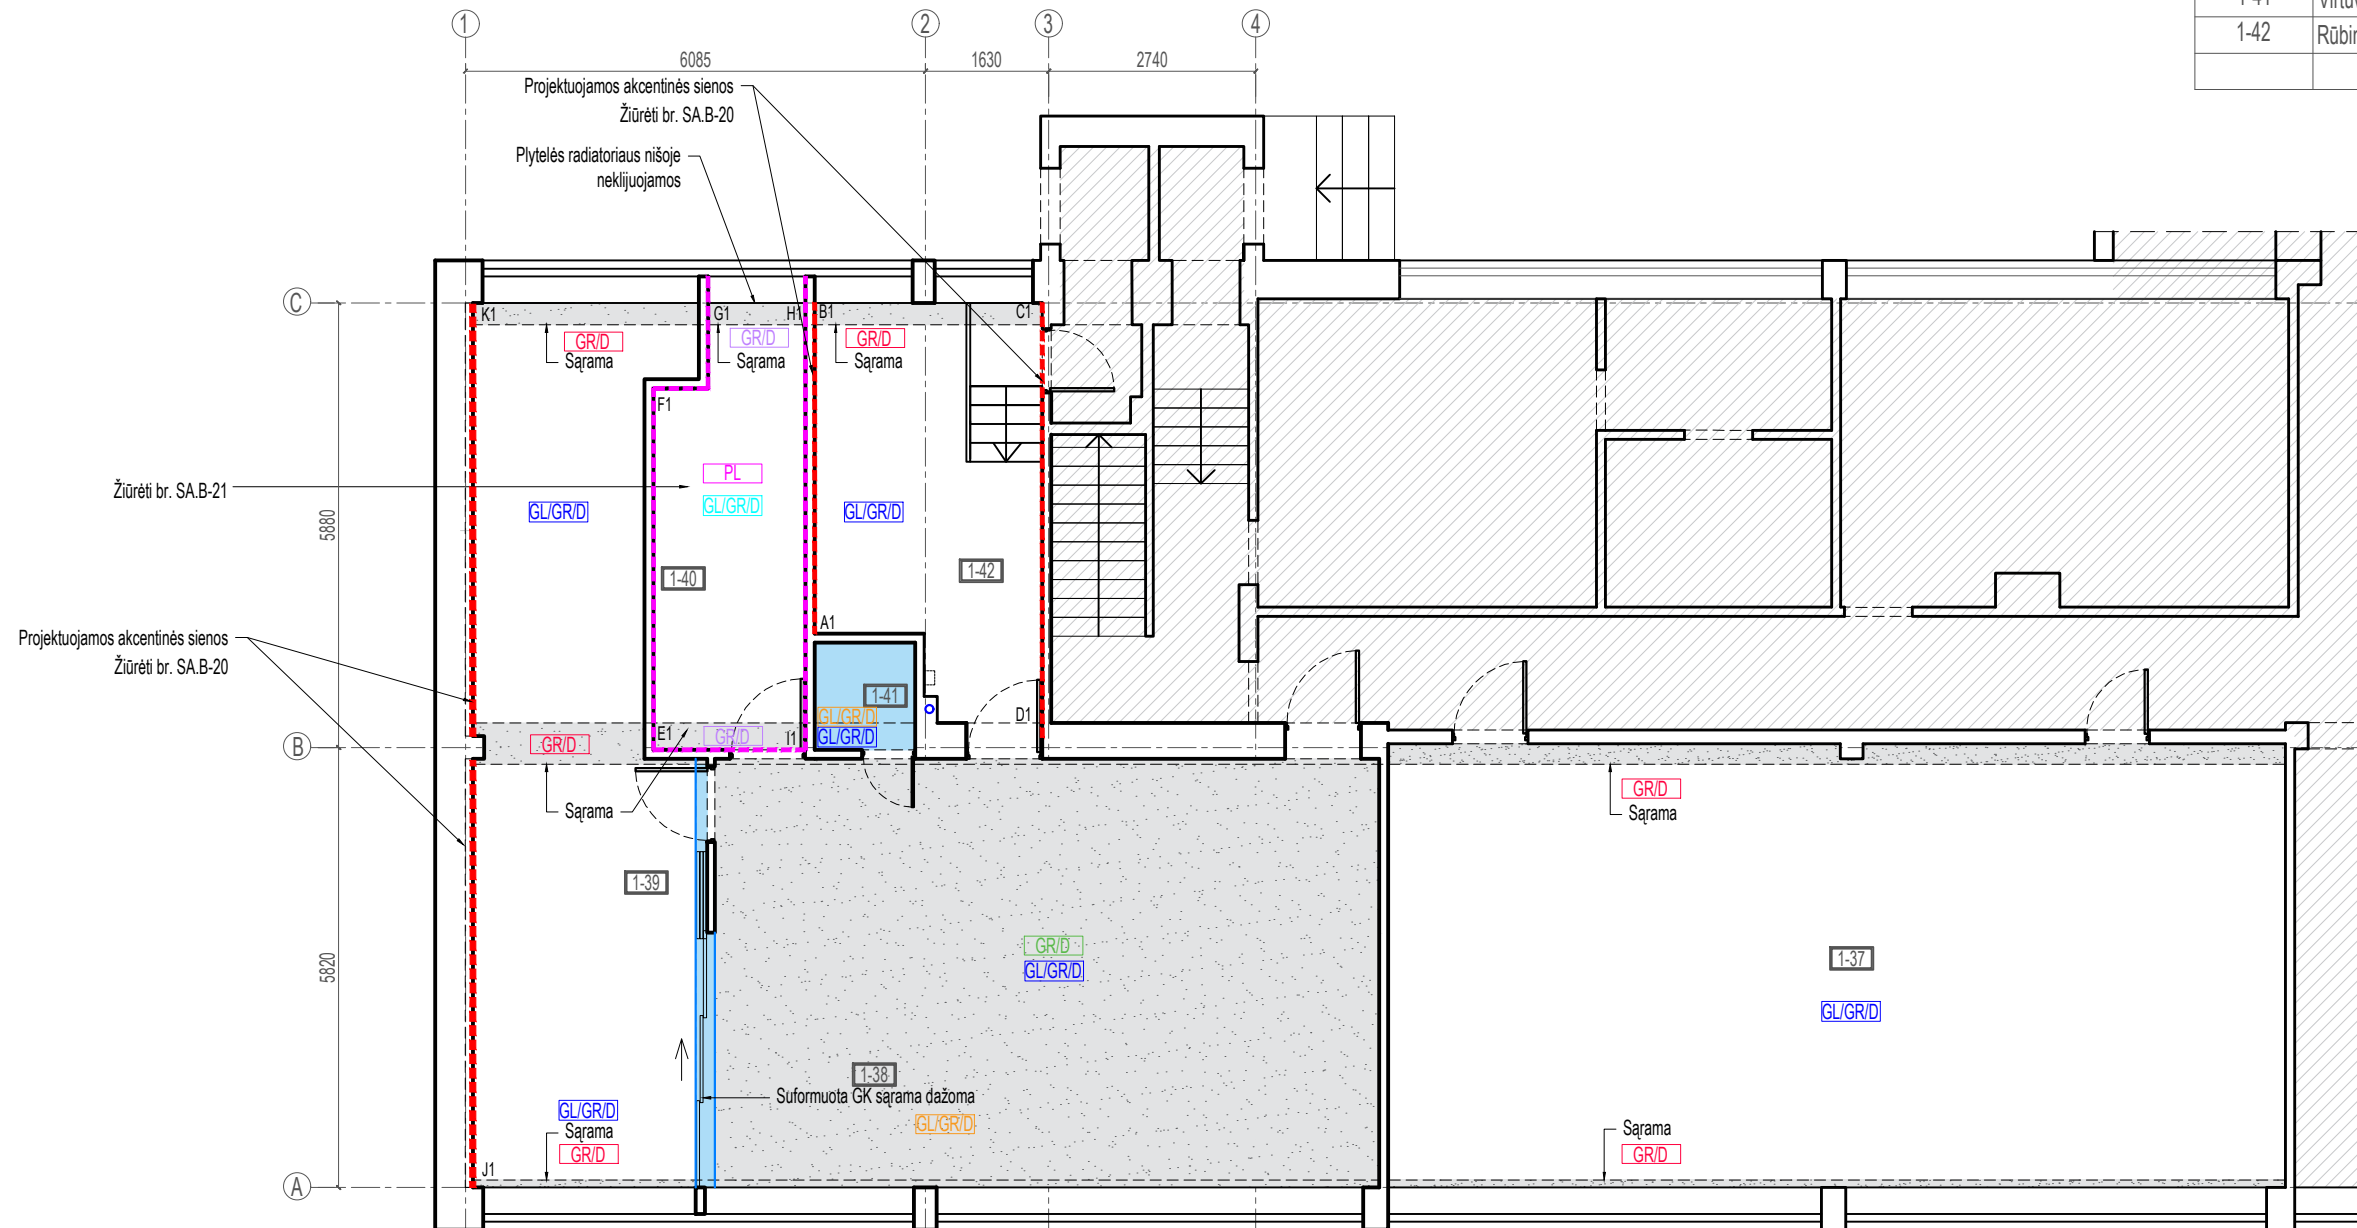 1-42
1
2
3
4
6085
1630
2740
Projektuojamos akcentinės sienos
Žiūrėti br. SA.B-20
Plytelės radiatoriaus nišoje
neklijuojamos
C
K1
G1
H1
B1
C1
GR/D
GR/D
GR/D
Sąrama
Sąrama
Sąrama
F1
PL
GL/GR/D
Žiūrėti br. SA.B-21
GL/GR/D
GL/GR/D
5880
1-40
1-42
A1
Projektuojamos akcentinės sienos
Žiūrėti br. SA.B-20
1-41
GL/GR/D
GL/GR/D
D1
E1
GR/D
I1
GR/D
B
Sąrama
GR/D
Sąrama
1-39
5820
GR/D
GL/GR/D
1-37
GL/GR/D
1-38
Suformuota GK sąrama dažoma
GL/GR/D
GL/GR/D
Sąrama
GR/D
Sąrama
GR/D
J1
A